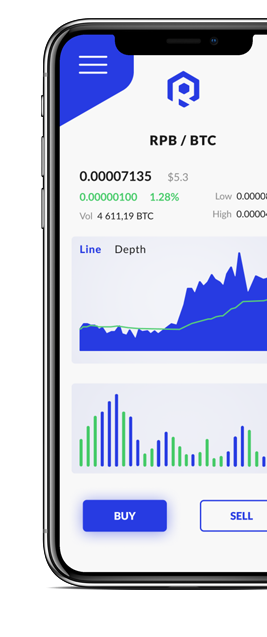 RPB / BTC
0.00007135 $5.3
0.00000100 1.28% Low
Vol 4 611,19 BTC High
Line Depth
BUY SELL